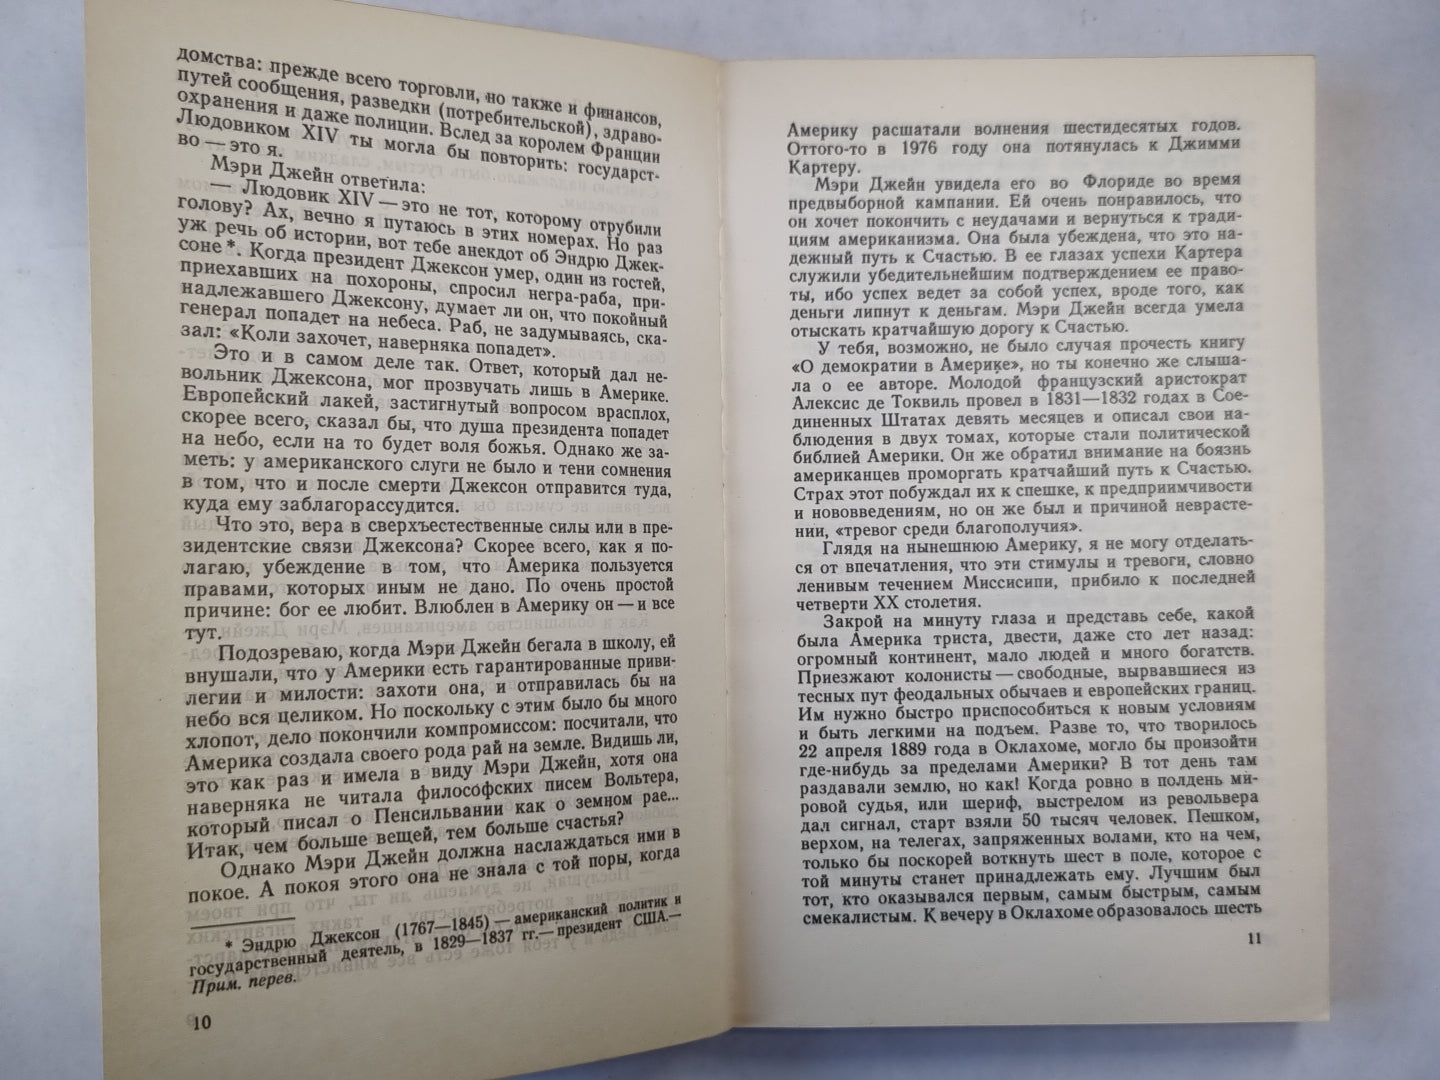 домства: прежде всего торговли, но также и финансов,
путей сообщения, разведки (потребительской), здраво-
охранения и даже полиции. Вслед за королем Франции
Людовиком XIV ты могла бы повторить: государст-
во — это я.
Мэри Джейн ответила:
— Людовик XIV — это не тот, которому отрубили
голову? Ах, вечно я путаюсь в этих номерах. Но раз
уж речь об истории, вот тебе анекдот об Эндрю Джек-
соне *. Когда президент Джексон умер, один из гостей,
приехавших на похороны, спросил негра-раба, при-
надлежавшего Джексону, думает ли он, что покойный
генерал попадет на небеса. Раб, не задумываясь, ска-
зал: «Коли захочет, наверняка попадет».
Это и в самом деле так. Ответ, который дал не-
вольник Джексона, мог прозвучать лишь в Америке.
Европейский лакей, застигнутый вопросом врасплох,
скорее всего, сказал бы, что душа президента попадет
на небо, если на то будет воля божья. Однако же за-
меть: у американского слуги не было и тени сомнения
в том, что и после смерти Джексон отправится туда,
куда ему заблагорассудится.
Что это, вера в сверхъестественные силы или в пре-
зидентские связи Джексона? Скорее всего, как я по-
лагаю, убеждение в том, что Америка пользуется
правами, которых иным не дано. По очень простой
причине: бог ее любит. Влюблен в Америку он — и все
тут.
Подозреваю, когда Мэри Джейн бегала в школу, ей
внушали, что у Америки есть гарантированные приви-
легии и милости: захоти она, и отправилась бы на
небо вся целиком. Но поскольку с этим было бы много
хлопот, дело покончили компромиссом: посчитали, что
Америка создала своего рода рай на земле. Видишь ли,
это как раз и имела в виду Мэри Джейн, хотя она
наверняка не читала философских писем Вольтера,
который писал о Пенсильвании как о земном рае...
Итак, чем больше вещей, тем больше счастья?
Однако Мэри Джейн должна наслаждаться ими в
покое. А покоя этого она не знала с той поры, когда
* Эндрю Джексон (1767—1845) — американский политик и
государственный деятель, в 1829—1837 гг.— президент США.—
Прим. перев.
10
Америку расшатали волнения шестидесятых годов.
Оттого-то в 1976 году она потянулась к Джимми
Картеру.
Мэри Джейн увидела его во Флориде во время
предвыборной кампании. Ей очень понравилось, что
он хочет покончить с неудачами и вернуться к тради-
циям американизма. Она была убеждена, что это на-
дежный путь к Счастью. В ее глазах успехи Картера
служили убедительнейшим подтверждением ее право-
ты, ибо успех ведет за собой успех, вроде того, как
деньги липнут к деньгам. Мэри Джейн всегда умела
отыскать кратчайшую дорогу к Счастью.
У тебя, возможно, не было случая прочесть книгу
«О демократии в Америке», но ты конечно же слыша-
ла о ее авторе. Молодой французский аристократ
Алексис де Токвиль провел в 1831—1832 годах в Сое-
диненных Штатах девять месяцев и описал свои на-
блюдения в двух томах, которые стали политической
библией Америки. Он же обратил внимание на боязнь
американцев проморгать кратчайший путь к Счастью.
Страх этот побуждал их к спешке, к предприимчивости
и нововведениям, но он же был и причиной неврасте-
нии, «тревог среди благополучия».
Глядя на нынешнюю Америку, я не могу отделать-
ся от впечатления, что эти стимулы и тревоги, словно
ленивым течением Миссисипи, прибило к последней
четверти XX столетия.
Закрой на минуту глаза и представь себе, какой
была Америка триста, двести, даже сто лет назад:
огромный континент, мало людей и много богатств.
Приезжают колонисты — свободные, вырвавшиеся из
тесных пут феодальных обычаев и европейских границ.
Им нужно быстро приспособиться к новым условиям
и быть легкими на подъем. Разве то, что творилось
22 апреля 1889 года в Оклахоме, могло бы произойти
где-нибудь за пределами Америки? В тот день там
раздавали землю, но как! Когда ровно в полдень ми-
ровой судья, или шериф, выстрелом из револьвера
дал сигнал, старт взяли 50 тысяч человек. Пешком,
верхом, на телегах, запряженных волами, кто на чем,
только бы поскорей воткнуть шест в поле, которое с
той минуты станет принадлежать ему. Лучшим был
тот, кто оказывался первым, самым быстрым, самым
смекалистым. К вечеру в Оклахоме образовалось шесть
11